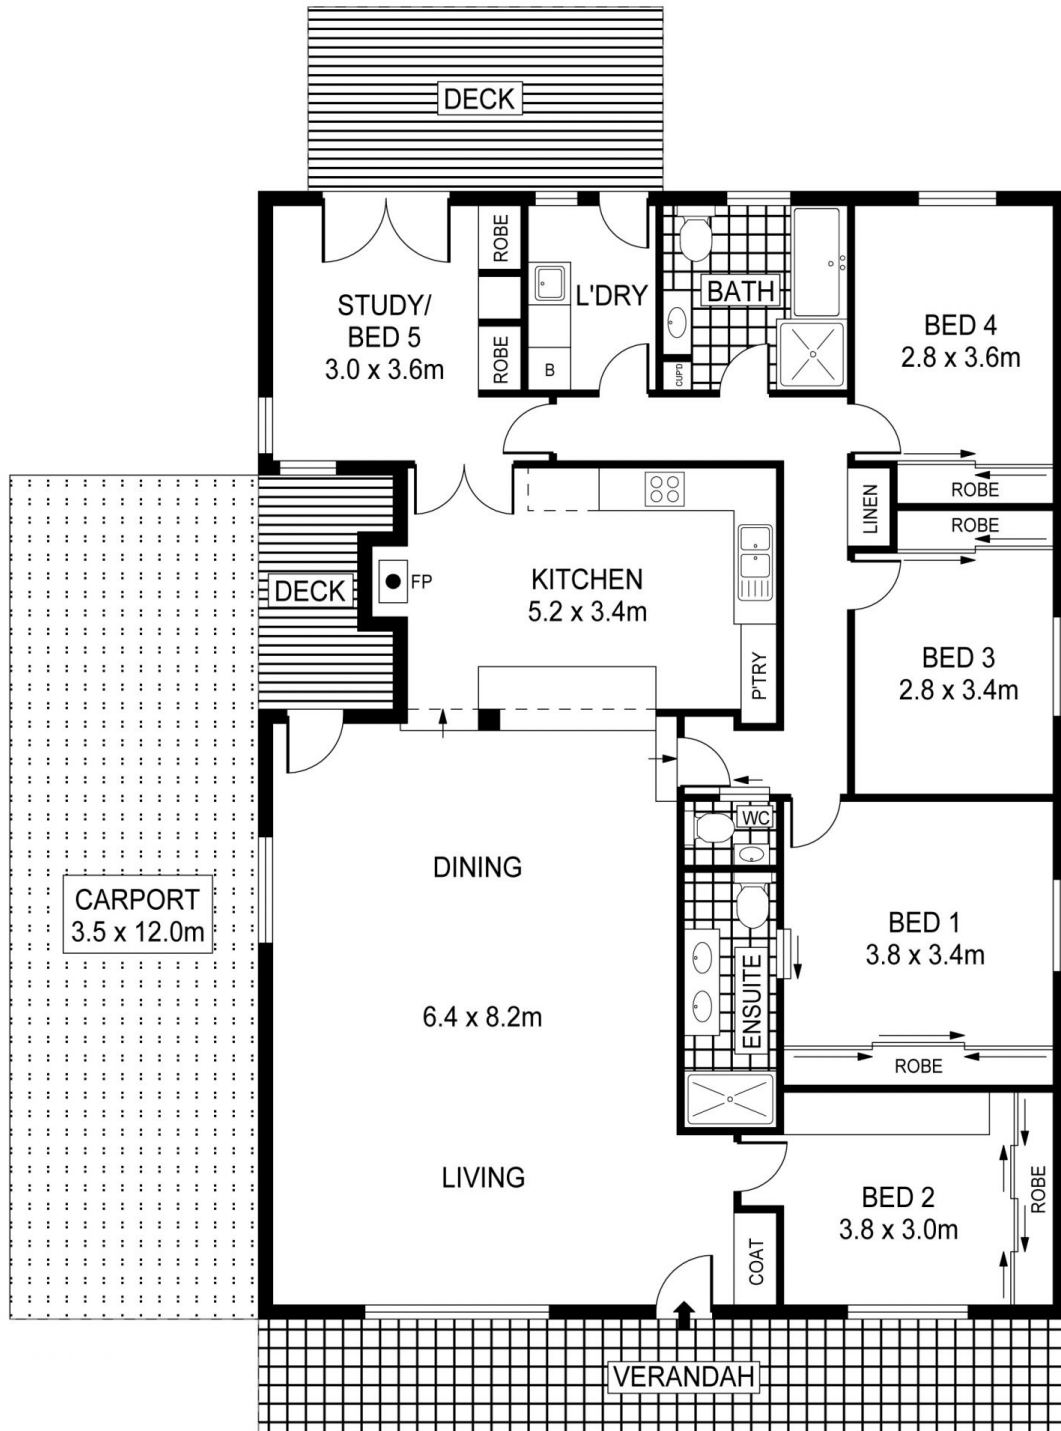 DECK
ROBE
STUDY/
BED 5
3.0 x 3.6m
ROBE
L'DRY
B
BATH
CUP'D
BED 4
2.8 x 3.6m
ROBE
LINEN
ROBE
DECK
FP
KITCHEN
5.2 x 3.4m
P'TRY
BED 3
2.8 x 3.4m
WC
DINING
CARPORT
3.5 x 12.0m
BED 1
3.8 x 3.4m
ENSUITE
6.4 x 8.2m
ROBE
LIVING
BED 2
3.8 x 3.0m
ROBE
COAT
VERANDAH